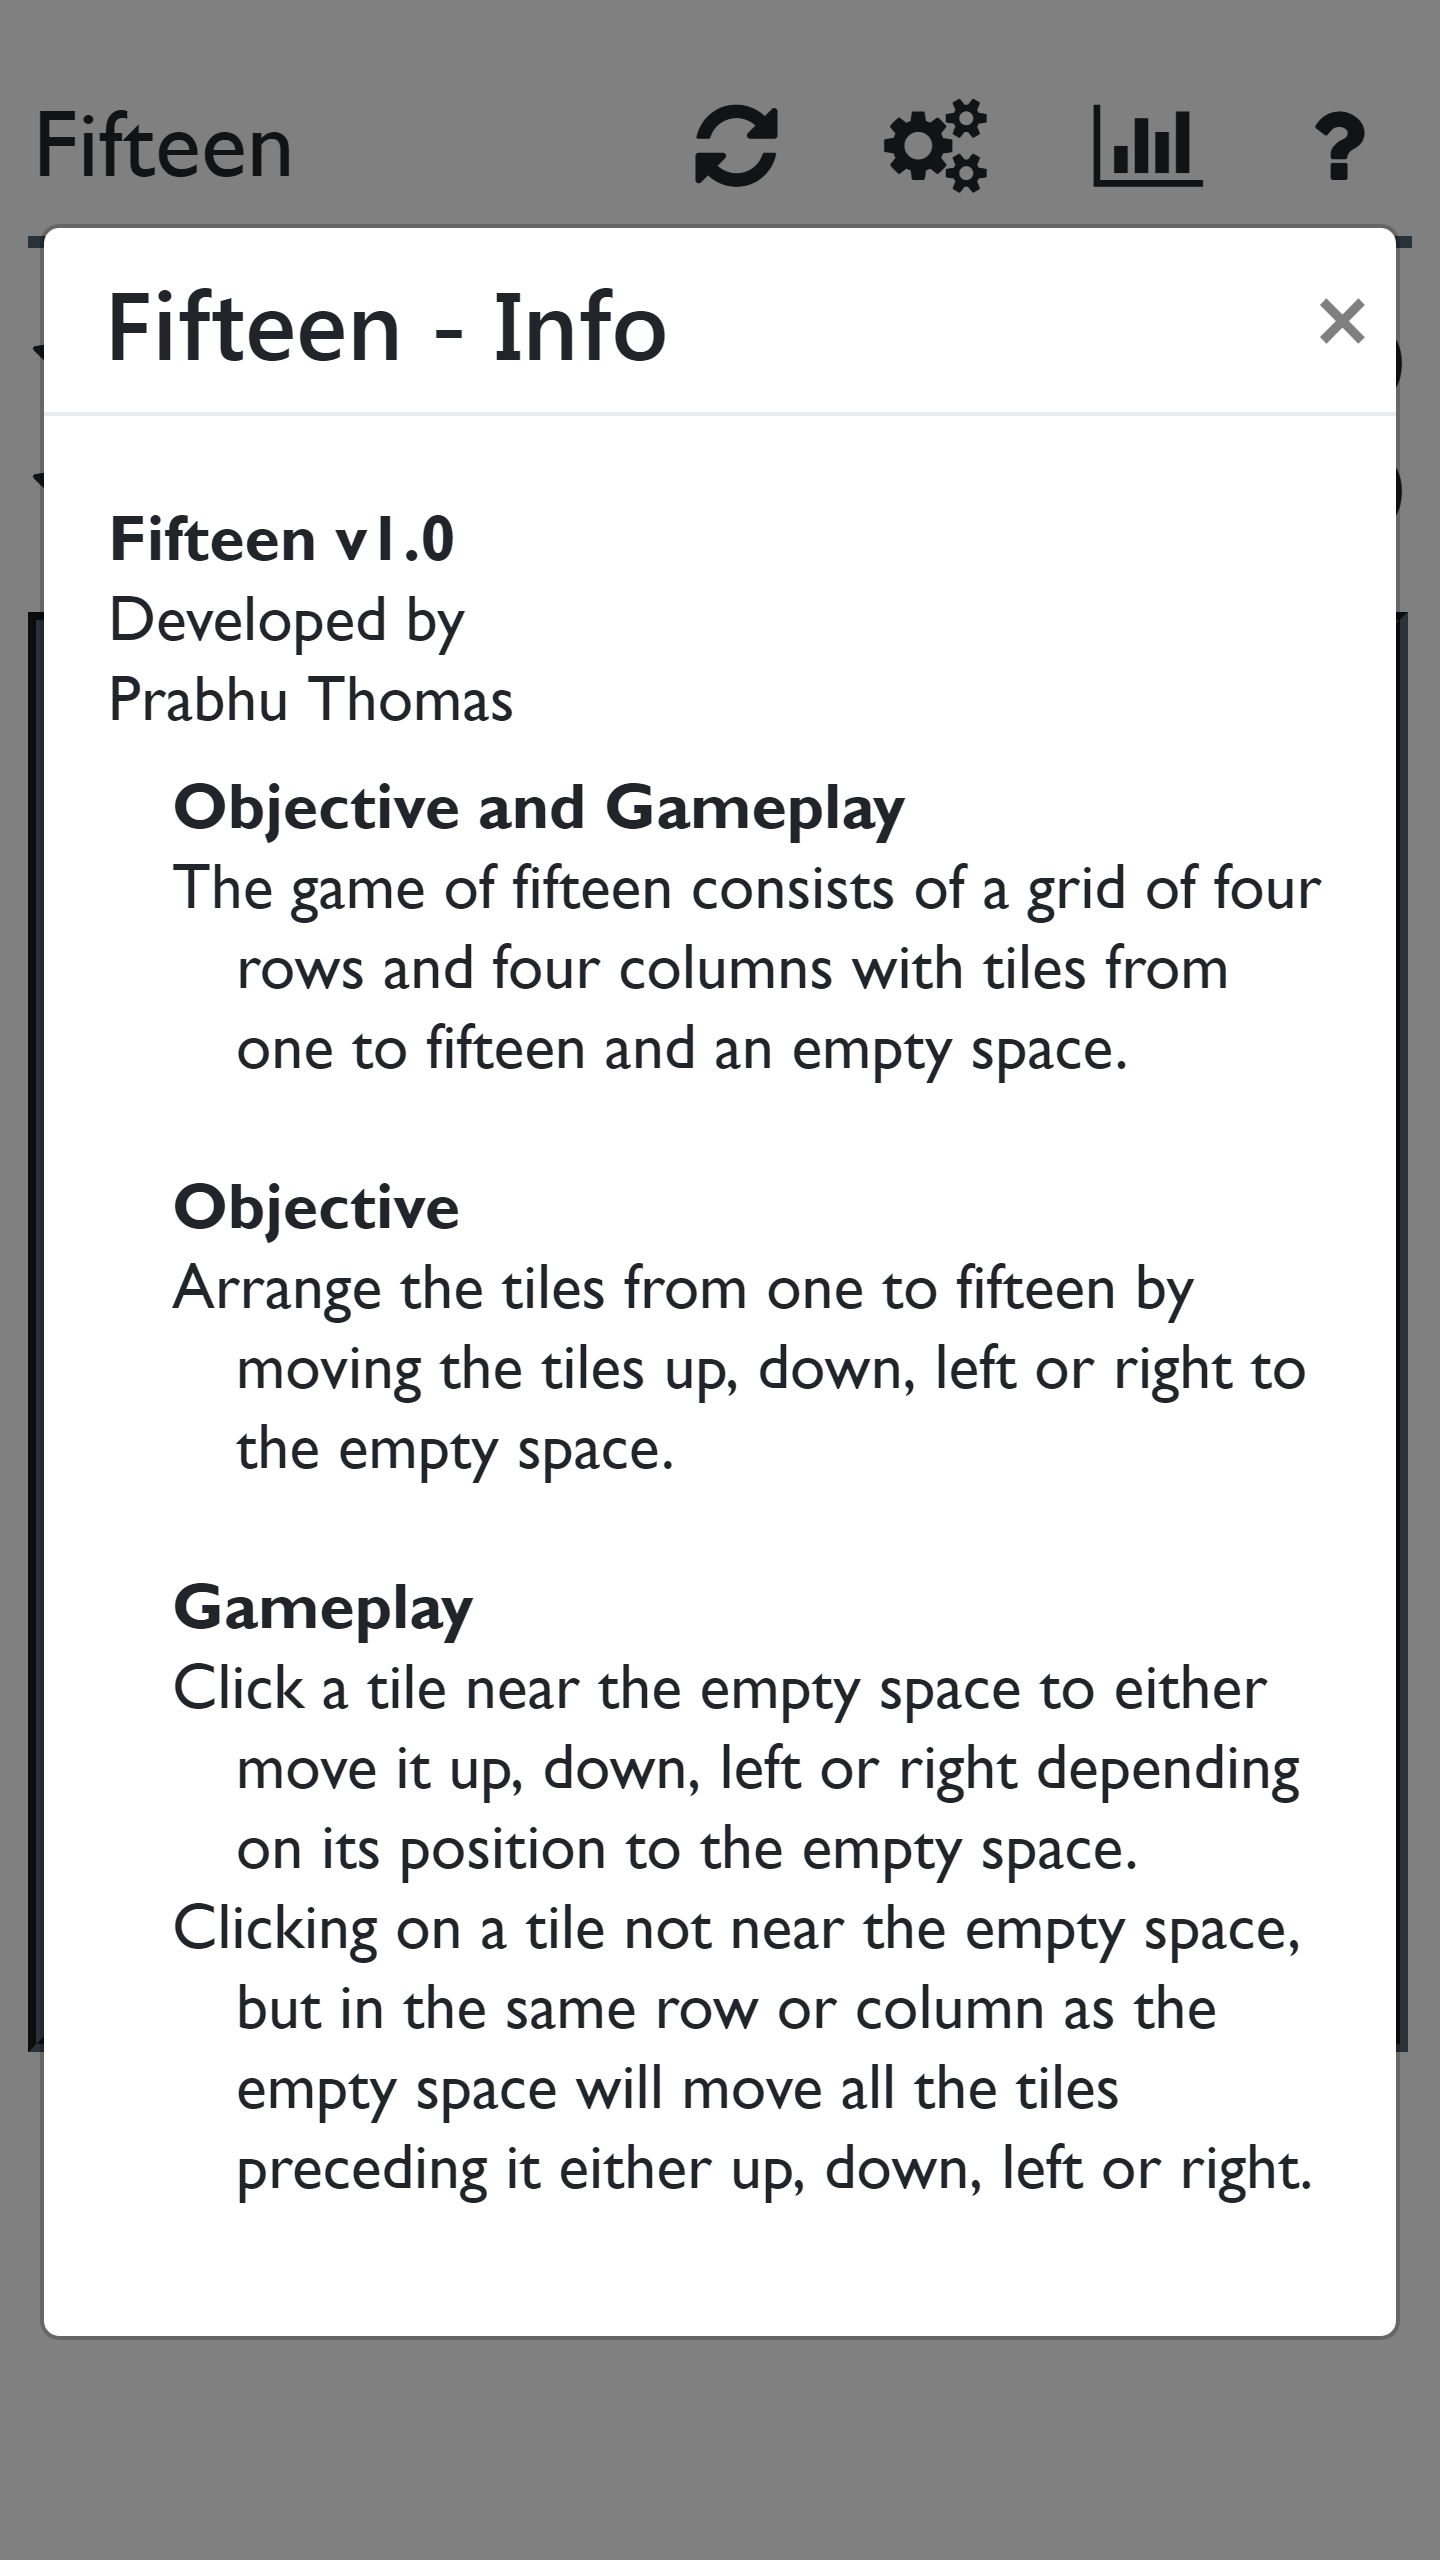 Fifteen
Fifteen - Info
×
Fifteen v1.0
Developed by
Prabhu Thomas
Objective and Gameplay
The game of fifteen consists of a grid of four
rows and four columns with tiles from
one to fifteen and an empty space.
Objective
Arrange the tiles from one to fifteen by
moving the tiles up, down, left or right to
the empty space.
Gameplay
Click a tile near the empty space to either
move it up, down, left or right depending
on its position to the empty space.
Clicking on a tile not near the empty space,
but in the same row or column as the
empty space will move all the tiles
preceding it either up, down, left or right.